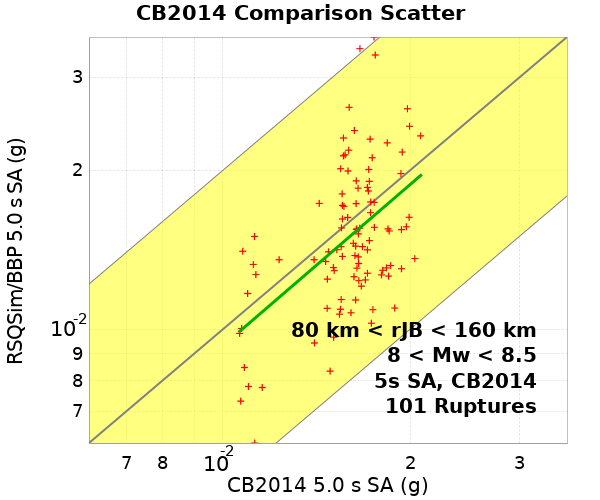 CB2014 Comparison Scatter
RSQSim/BBP 5.0 s SA (g)
3
2
10-2
9
8
7
80 km < rJB < 160 km
8 < Mw < 8.5
5s SA, CB2014
101 Ruptures
7 8 10-2 2 3
CB2014 5.0 s SA (g)